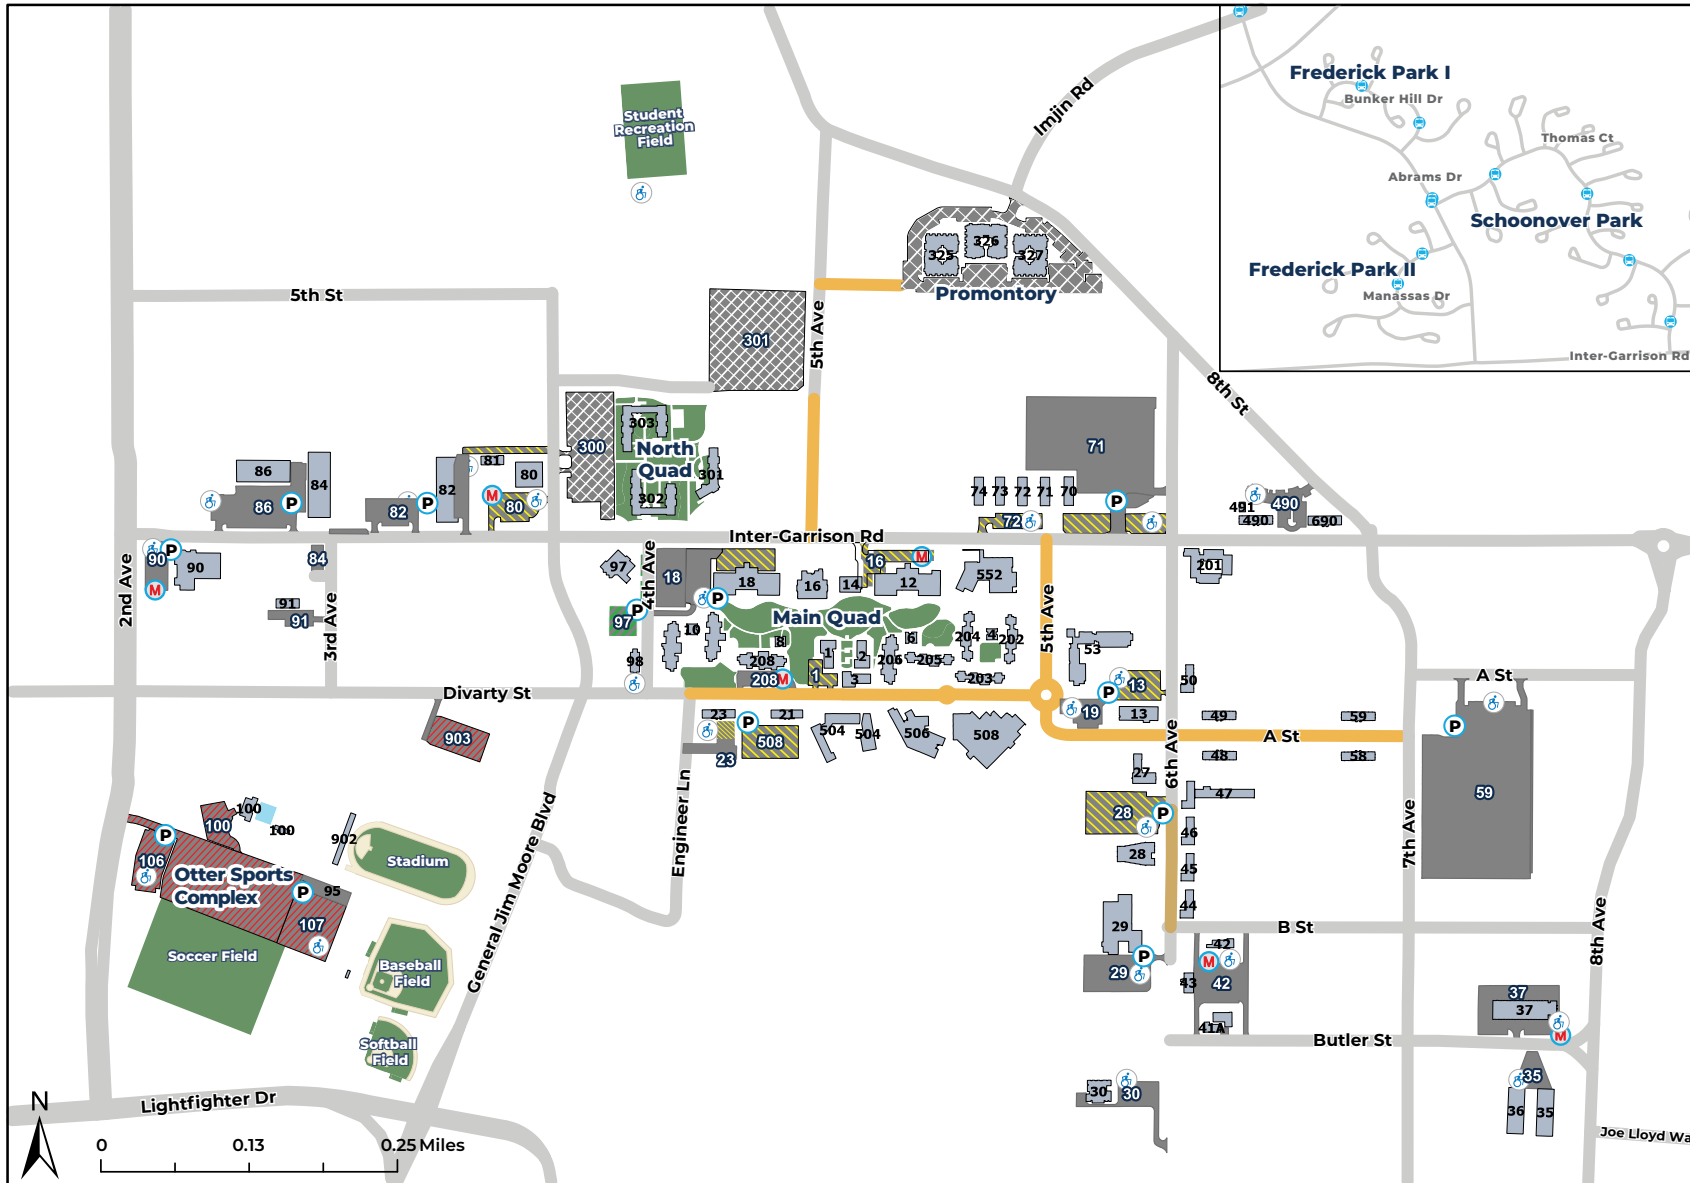 Frederick Park I
Bunker Hill Dr
Thomas Ct
Abrams Dr
Schoonover Park
Frederick Park II
Manassas Dr
Inter-Garrison Rd
Imjin Rd
Student
Recreation
Field
325
326
327
Promontory
5th St
301
5th Ave
8th St
303
300
North
Quad
301
302
71
86
84
86
P
82
82
P
81
80
M
80
74
73
72
71
70
P
72
491
490
490
690
Inter-Garrison Rd
2nd Ave
90
P
90
M
84
91
91
3rd Ave
97
4th Ave
18
18
16
14
16
M
12
552
201
P
97
P
Main Quad
10
8
1
2
6
204
4
202
5th Ave
53
98
208
208
M
1
3
206
205
203
13
P
50
A St
Divarty St
23
21
P
508
23
504
504
506
508
19
13
49
59
A St
P
903
27
48
58
6th Ave
47
59
Engineer Ln
28
P
46
28
45
44
7th Ave
100
100
100
902
Stadium
P
106
Otter Sports
Complex
95
P
107
General Jim Moore Blvd
29
B St
8th Ave
P
29
42
M
42
43
41A
Soccer Field
Baseball
Field
Softball
Field
37
37
M
Butler St
30
30
35
36
35
Joe Lloyd Wa
Lightfighter Dr
N
0
0.13
0.25 Miles